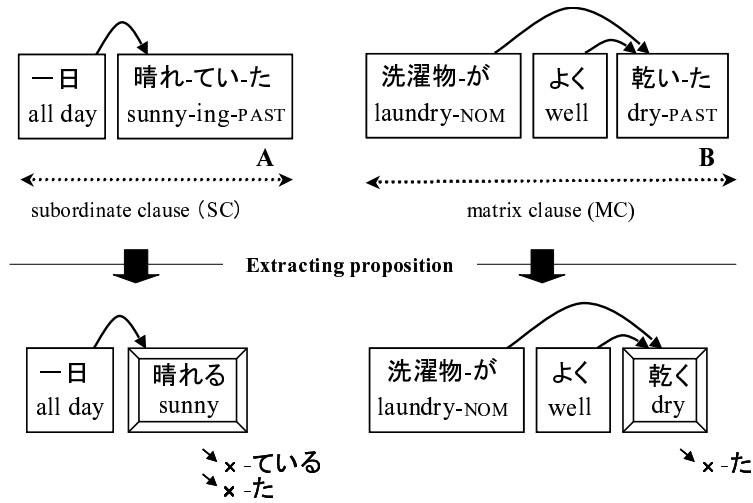 一日
all day
晴れ-てい-た
sunny-ing-PAST
洗濯物-が
laundry-NOM
よく
well
乾い-た
dry-PAST
A
B
subordinate clause (SC)
matrix clause (MC)
Extracting proposition
一日
all day
晴れる
sunny
洗濯物-が
laundry-NOM
よく
well
乾く
dry
× -ている
× -た
× -た